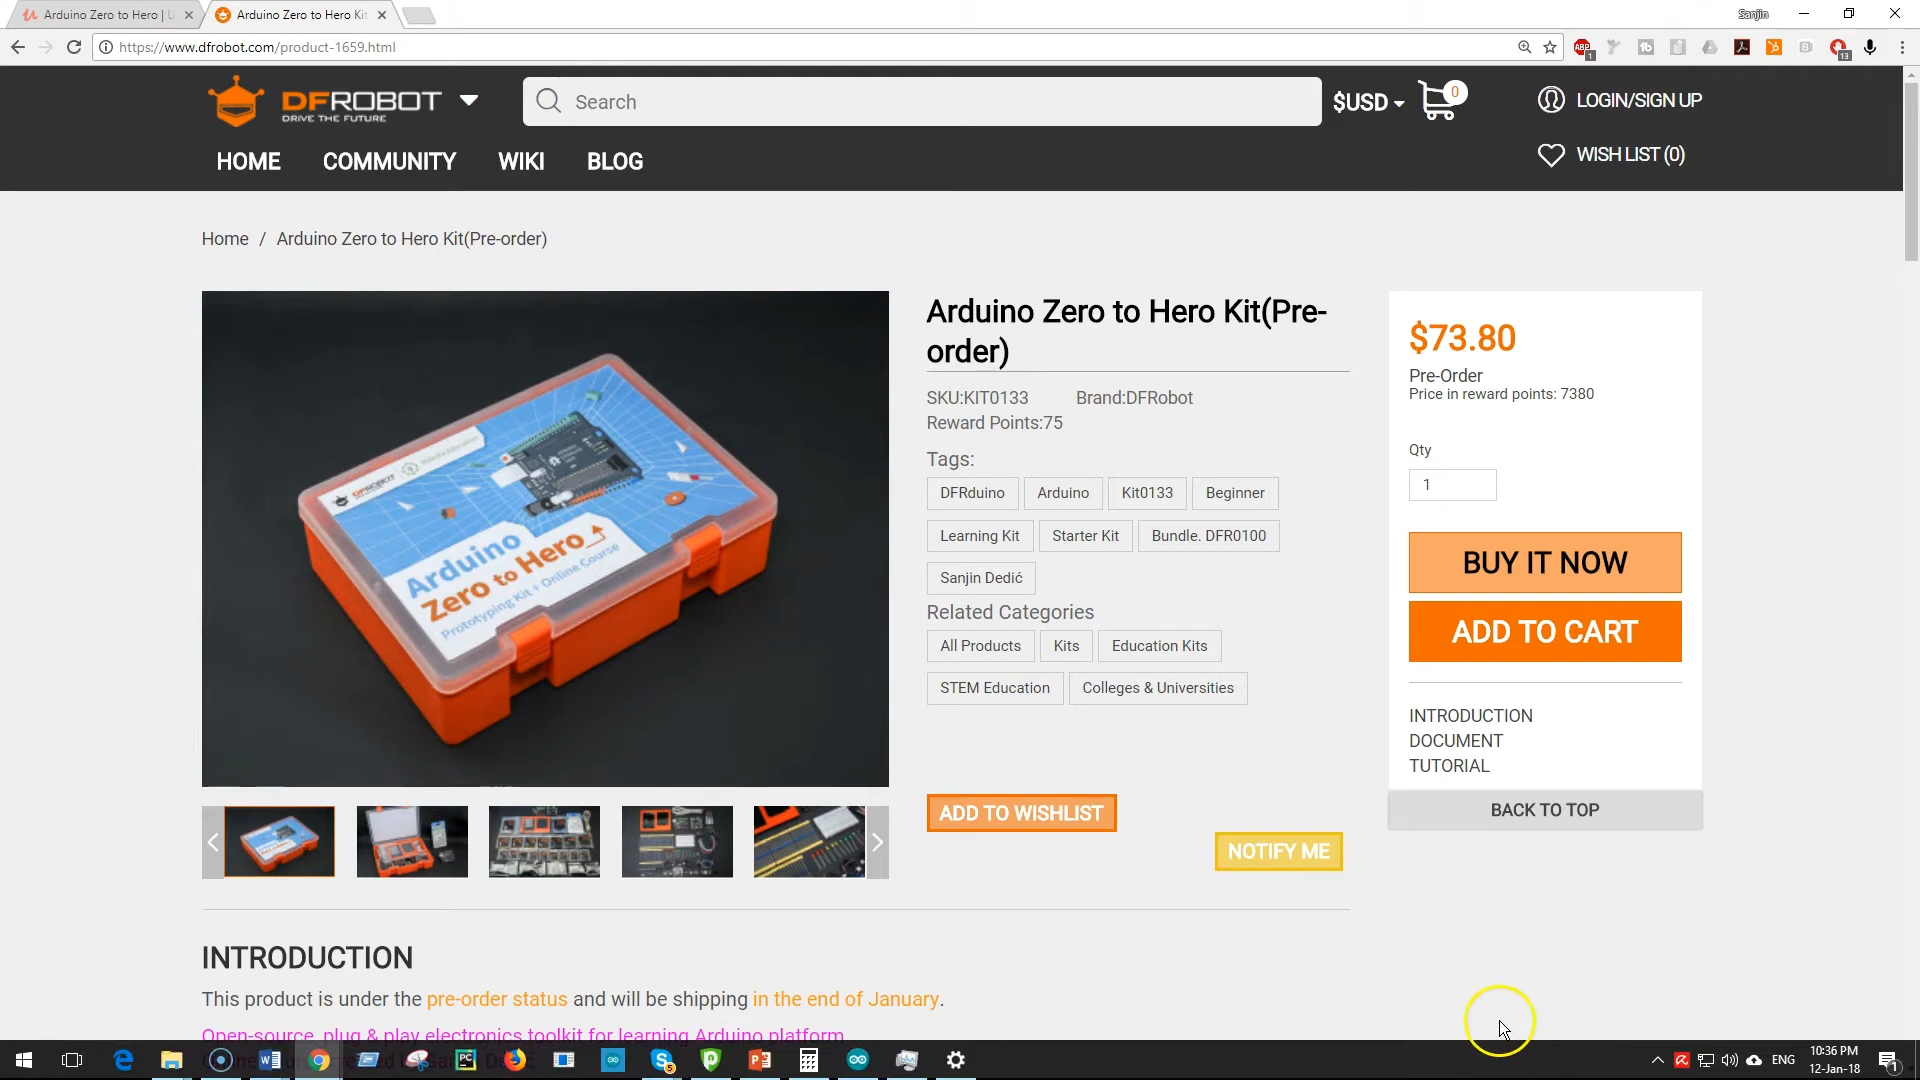 Arduino Zero to Hero | U
Arduino Zero to Hero Kit
Sanjin
https://www.dfrobot.com/product-1659.html
ABP
1
13
DFROBOT
DRIVE THE FUTURE
Search
$USD
0
LOGIN/SIGN UP
HOME
COMMUNITY
WIKI
BLOG
WISH LIST (0)
Home / Arduino Zero to Hero Kit(Pre-order)
Arduino Zero to Hero Kit(Pre-
order)
SKU:KIT0133
Brand:DFRobot
Reward Points:75
Tags:
DFRduino
Arduino
Kit0133
Beginner
Learning Kit
Starter Kit
Bundle. DFR0100
Sanjin Dedić
Related Categories
All Products
Kits
Education Kits
STEM Education
Colleges & Universities
ADD TO WISHLIST
NOTIFY ME
$73.80
Pre-Order
Price in reward points: 7380
Qty
1
BUY IT NOW
ADD TO CART
INTRODUCTION
DOCUMENT
TUTORIAL
BACK TO TOP
DFROBOT
Arduino
Zero to Hero
Prototyping Kit + Online Course
INTRODUCTION
This product is under the pre-order status and will be shipping in the end of January.
Open-source, plug & play electronics toolkit for learning Arduino platform
ENG
10:36 PM
12-Jan-18